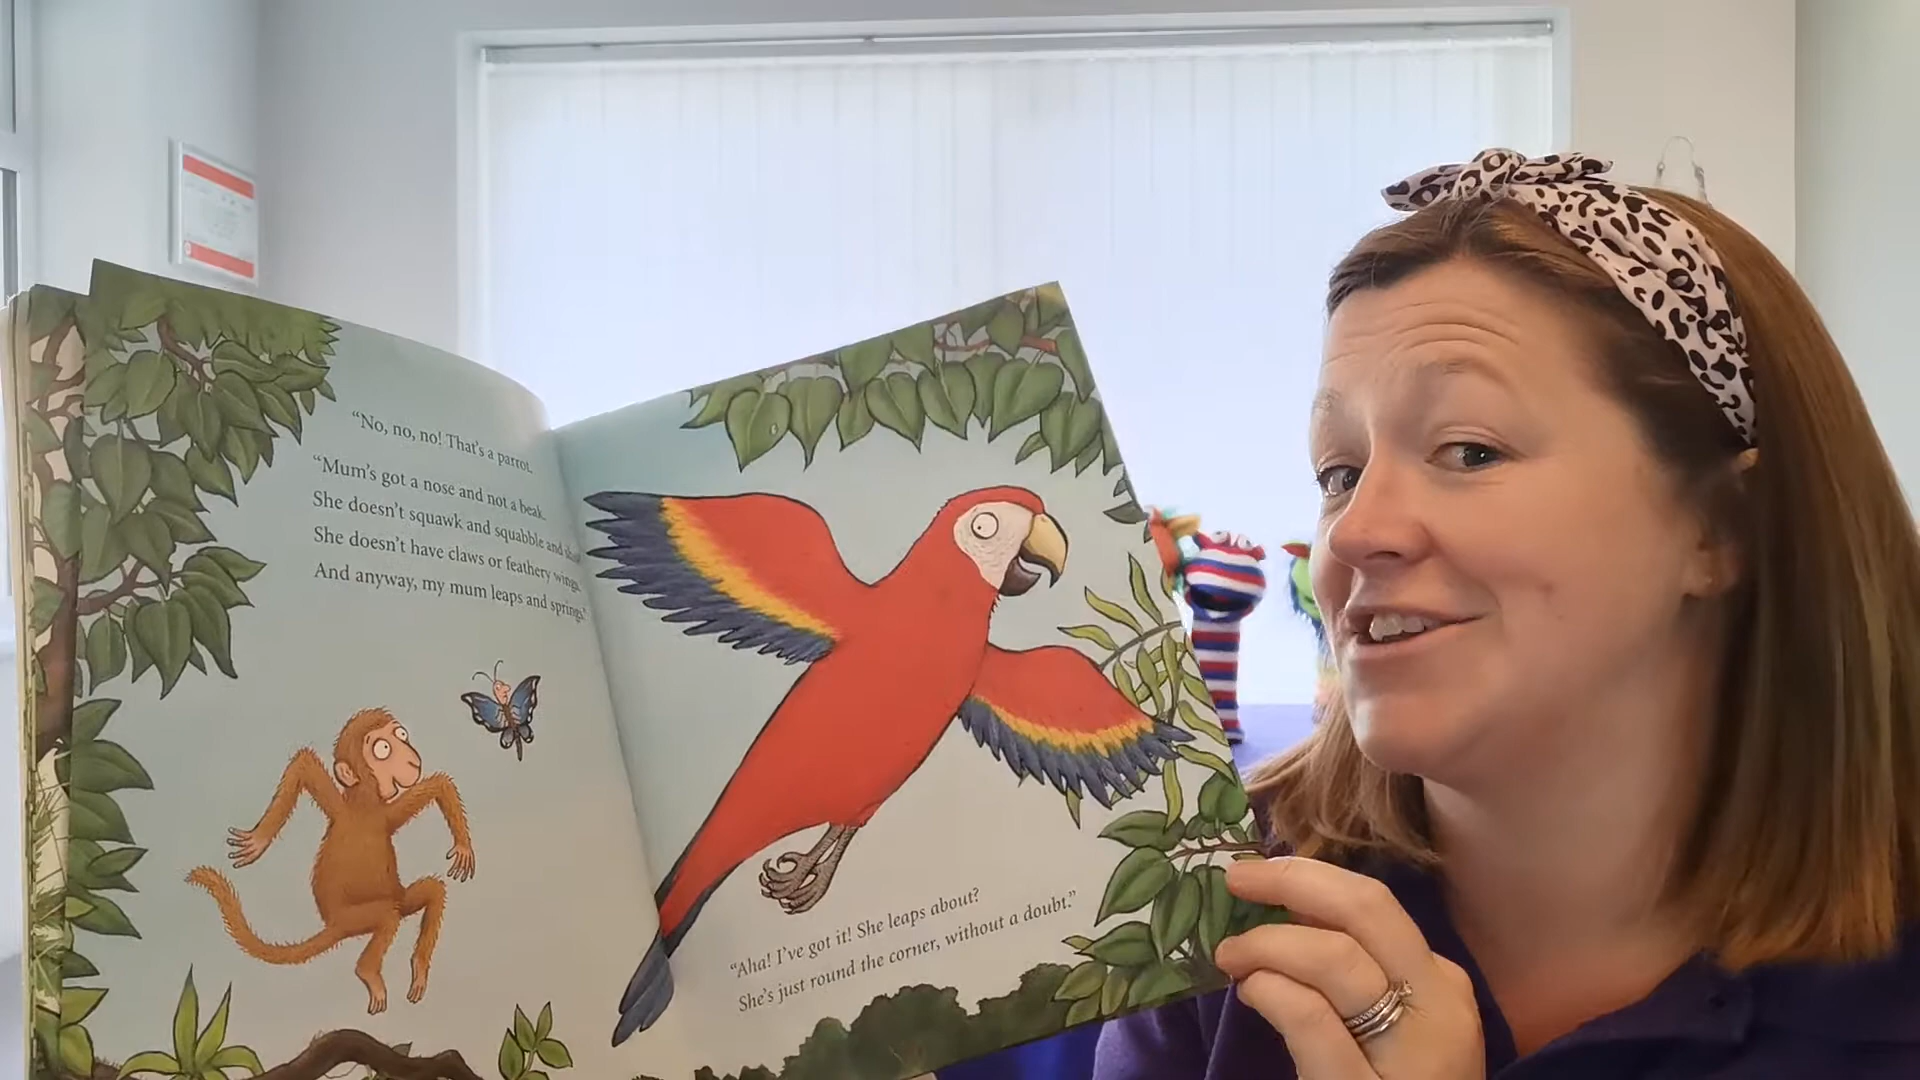 “No, no, no! That’s a parrot.
“Mum’s got a nose and not a beak.
She doesn’t squawk and squabble and
She doesn’t have claws or feathery wings.
And anyway, my mum leaps and springs.”
“Aha! I’ve got it! She leaps about?
She’s just round the corner, without a doubt.”